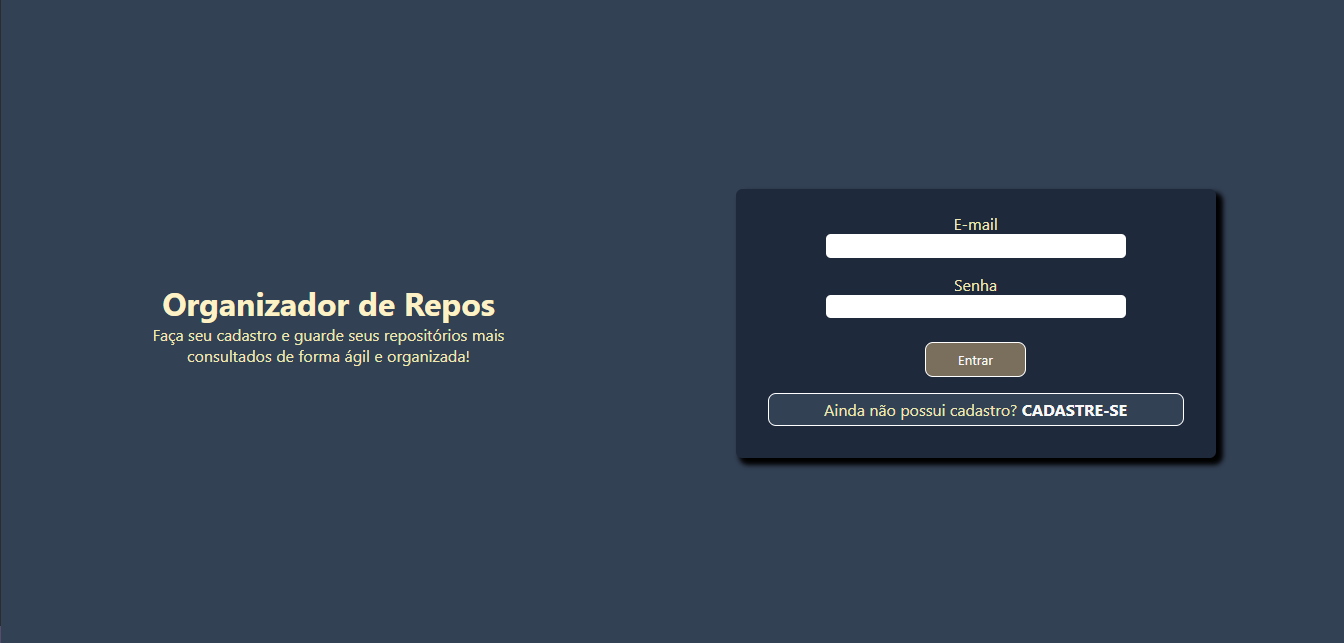 Organizador de Repos
Faça seu cadastro e guarde seus repositórios mais
consultados de forma ágil e organizada!
E-mail
Senha
Entrar
Ainda não possui cadastro? CADASTRE-SE